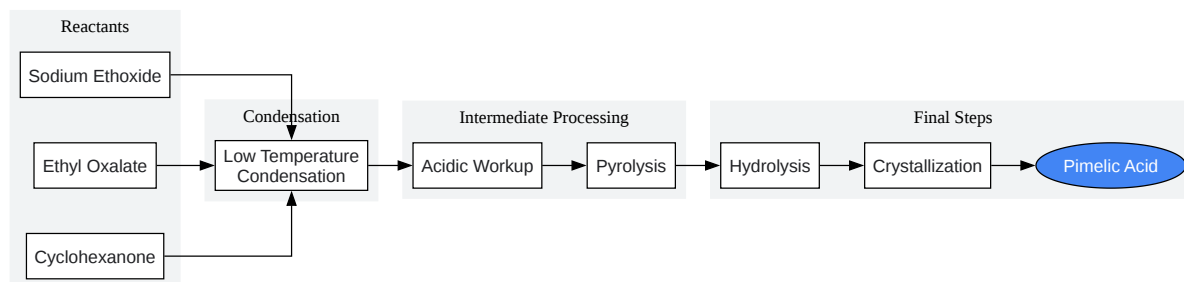 Reactants
Sodium Ethoxide
Ethyl Oxalate
Cyclohexanone
Condensation
Low Temperature
Condensation
Intermediate Processing
Acidic Workup
Pyrolysis
Final Steps
Hydrolysis
Crystallization
Pimelic Acid